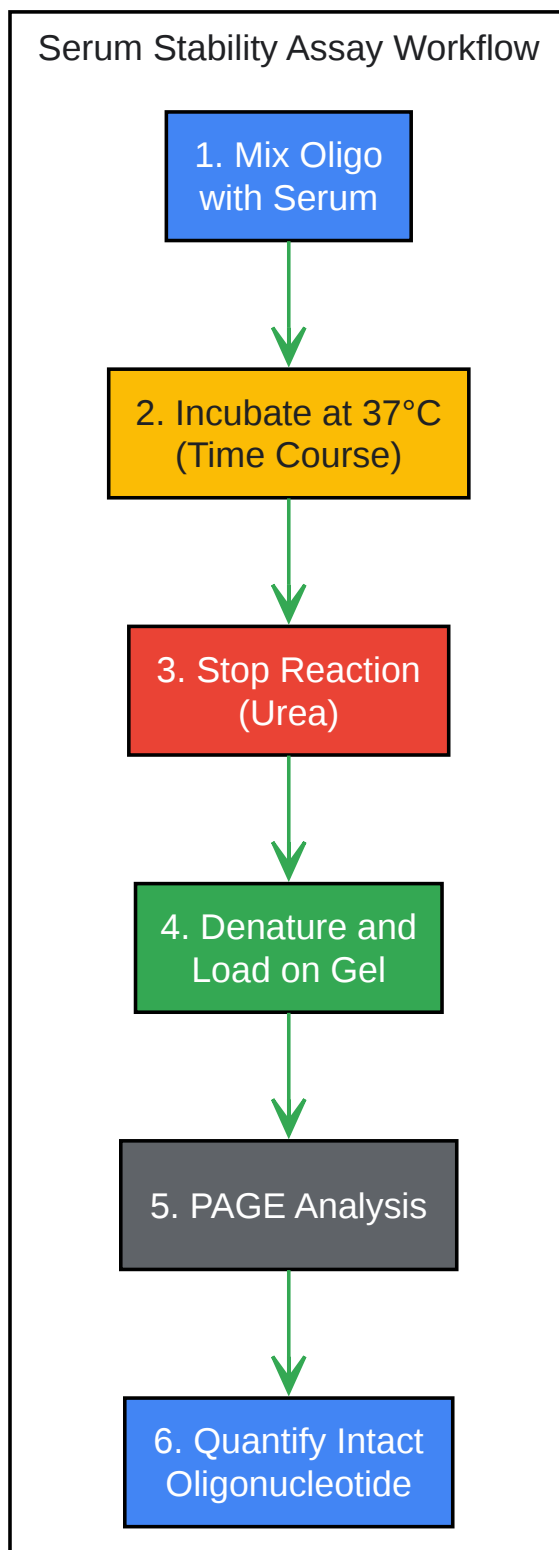 Serum Stability Assay Workflow
1. Mix Oligo
with Serum
2. Incubate at 37°C
(Time Course)
3. Stop Reaction
(Urea)
4. Denature and
Load on Gel
5. PAGE Analysis
6. Quantify Intact
Oligonucleotide